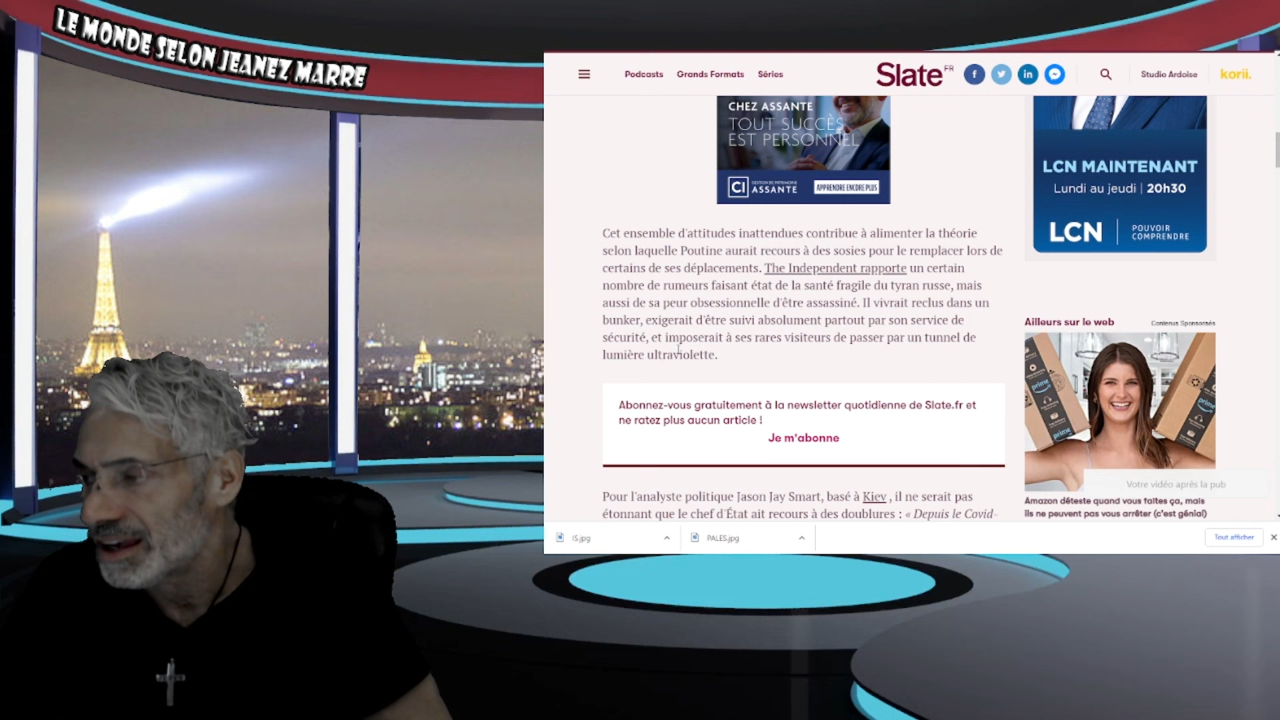 LE MONDE SELON JEANEZ MARRE
Podcasts Grands Formats Séries
Slate FR
f in
Studio Ardoise
korii.
CHEZ ASSANTE
TOUT SUCCÈS
EST PERSONNEL
CI GESTION DE PATRIMOINE
ASSANTE
APPRENDRE ENCORE PLUS
LCN MAINTENANT
Lundi au jeudi | 20h30
LCN POUVOIR
COMPRENDRE
Cet ensemble d'attitudes inattendues contribue à alimenter la théorie
selon laquelle Poutine aurait recours à des sosies pour le remplacer lors de
certains de ses déplacements. The Independent rapporte un certain
nombre de rumeurs faisant état de la santé fragile du tyran russe, mais
aussi de sa peur obsessionnelle d'être assassiné. Il vivrait reclus dans un
bunker, exigerait d'être suivi absolument partout par son service de
sécurité, et imposerait à ses rares visiteurs de passer par un tunnel de
lumière ultraviolette.
Abonnez-vous gratuitement à la newsletter quotidienne de Slate.fr et
ne ratez plus aucun article !
Je m'abonne
Pour l'analyste politique Jason Jay Smart, basé à Kiev , il ne serait pas
étonnant que le chef d'État ait recours à des doublures : « Depuis le Covid-
Ailleurs sur le web
Contenus Sponsorisés
prime
prime
Votre vidéo après la pub
Amazon déteste quand vous faites ça, mais
ils ne peuvent pas vous arrêter (c'est génial)
IS.jpg
PALES.jpg
Tout afficher